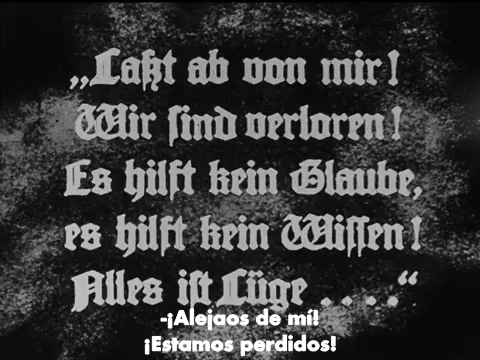 „Laßt ab von mir!
Wir sind verloren!
Es hilft kein Glaube,
es hilft kein Wissen!
Alles ist Lüge . . . .“
-¡Alejaos de mí!
¡Estamos perdidos!